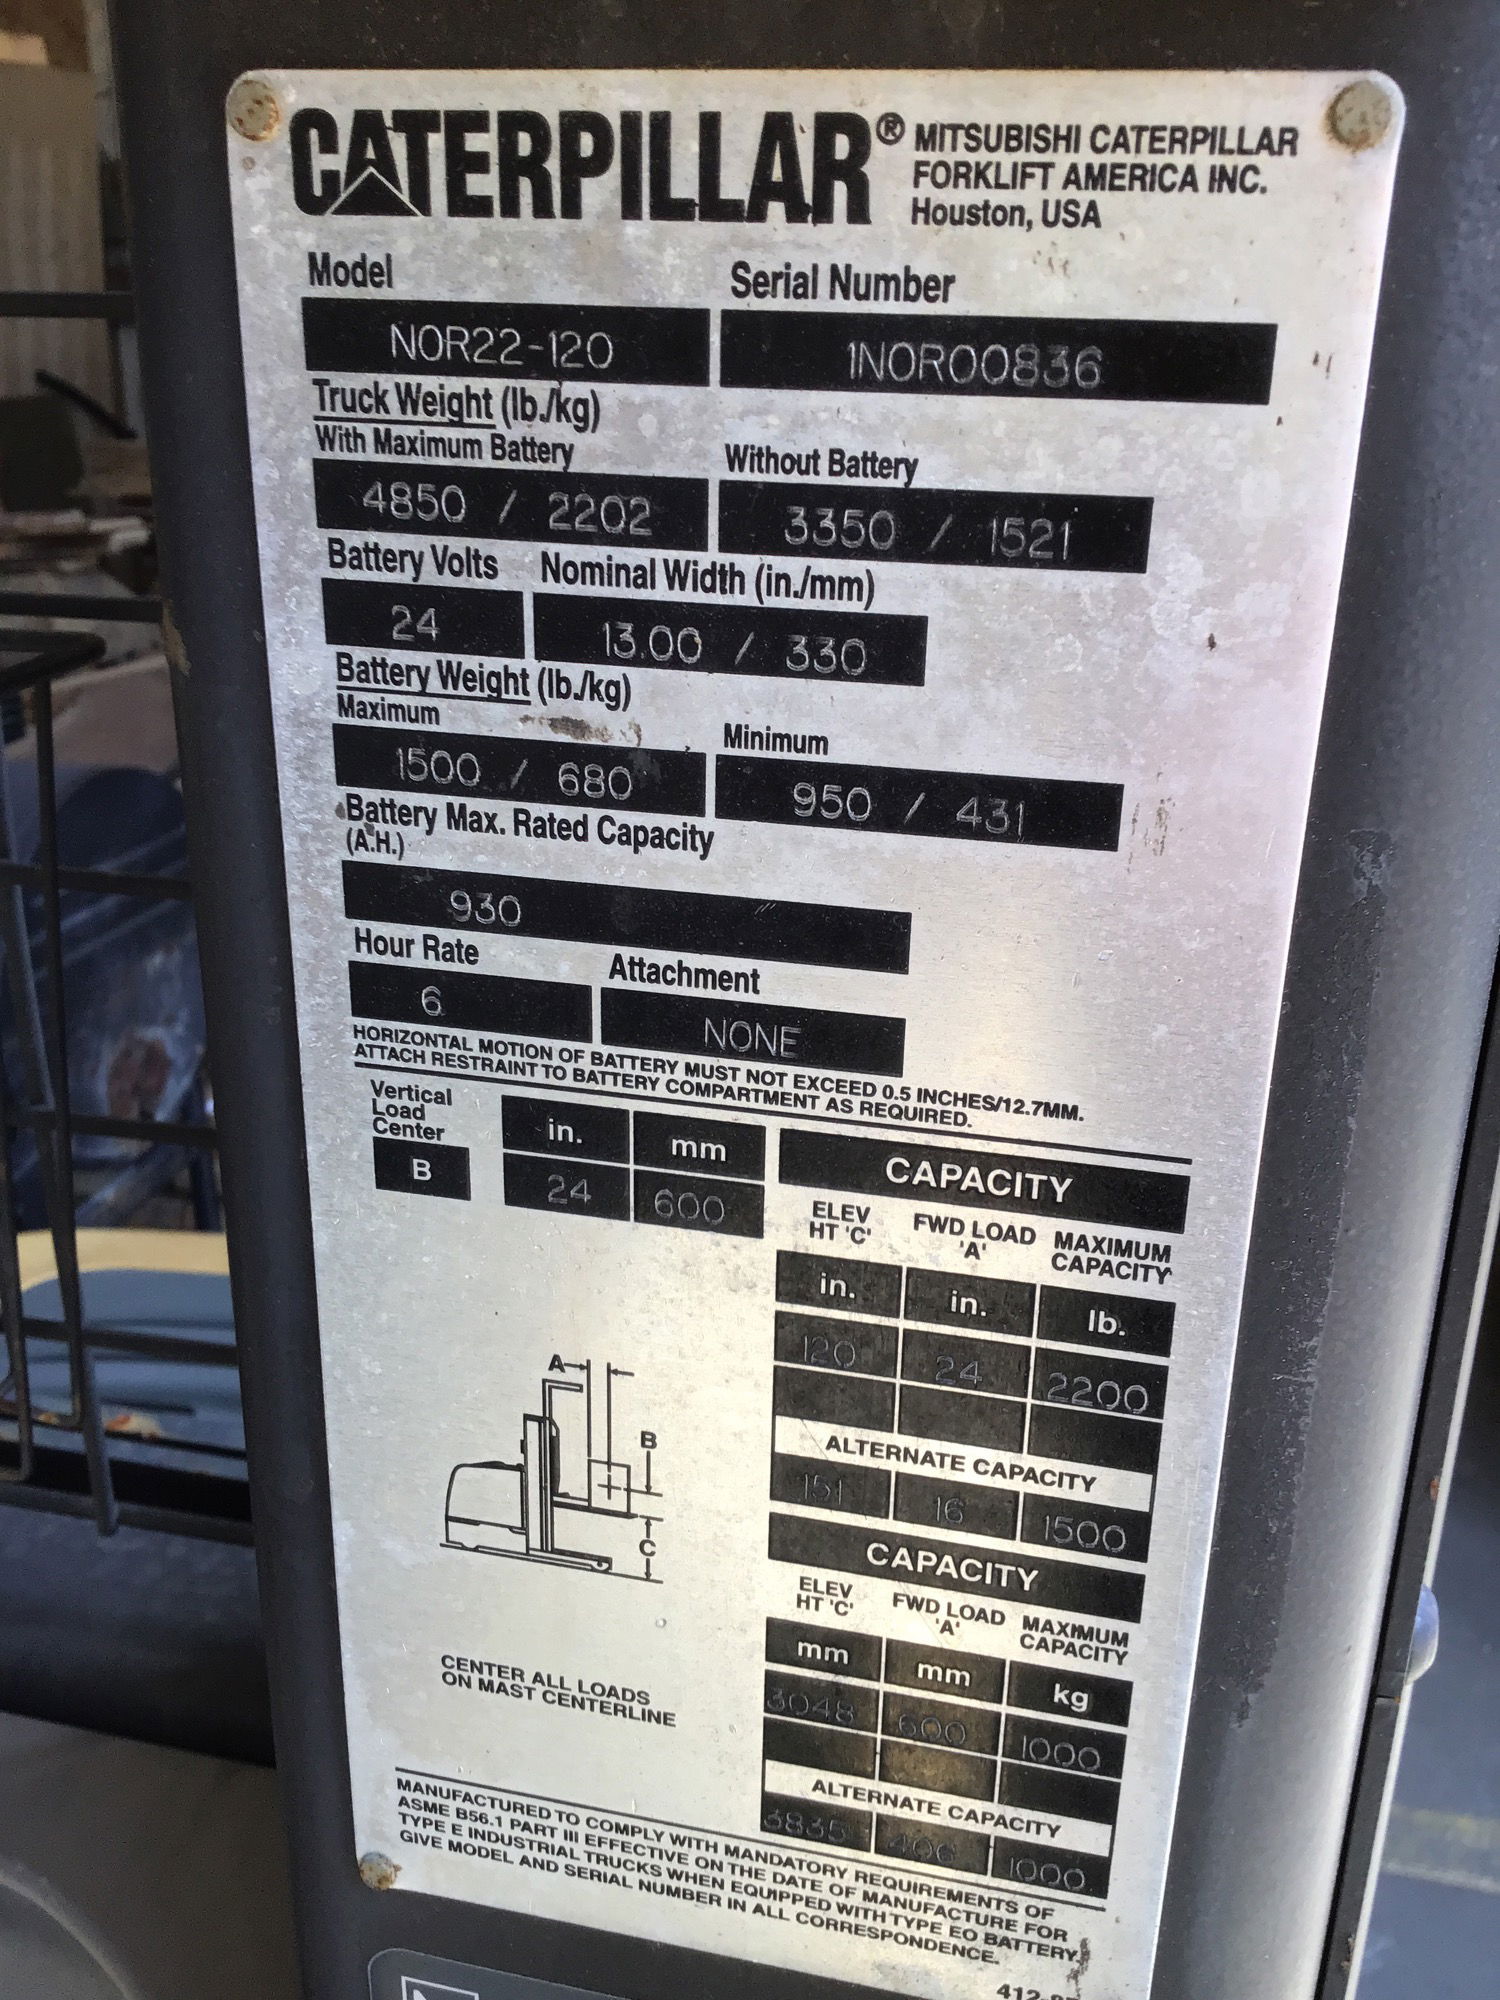 CATERPILLAR® MITSUBISHI CATERPILLAR
FORKLIFT AMERICA INC.
Houston, USA
Model Serial Number
NOR22-120 1NOR00836
Truck Weight (lb./kg)
With Maximum Battery Without Battery
4850 / 2202 3350 / 1521
Battery Volts Nominal Width (in./mm)
24 13.00 / 330
Battery Weight (lb./kg)
Maximum Minimum
1500 / 680 950 / 431
Battery Max. Rated Capacity
(A.H.)
930
Hour Rate Attachment
6 NONE
HORIZONTAL MOTION OF BATTERY MUST NOT EXCEED 0.5 INCHES/12.7MM.
ATTACH RESTRAINT TO BATTERY COMPARTMENT AS REQUIRED.
Vertical
Load
Center
B
in. mm
24 600
CAPACITY
ELEV HT 'C' FWD LOAD 'A' MAXIMUM CAPACITY
in. in. lb.
120 24 2200
ALTERNATE CAPACITY
151 16 1500
CAPACITY
ELEV HT 'C' FWD LOAD 'A' MAXIMUM CAPACITY
mm mm kg
3048 600 1000
ALTERNATE CAPACITY
3835 406 1000
A
B
C
CENTER ALL LOADS
ON MAST CENTERLINE
MANUFACTURED TO COMPLY WITH MANDATORY REQUIREMENTS OF
ASME B56.1 PART III EFFECTIVE ON THE DATE OF MANUFACTURE FOR
TYPE E INDUSTRIAL TRUCKS WHEN EQUIPPED WITH TYPE EO BATTERY.
GIVE MODEL AND SERIAL NUMBER IN ALL CORRESPONDENCE.